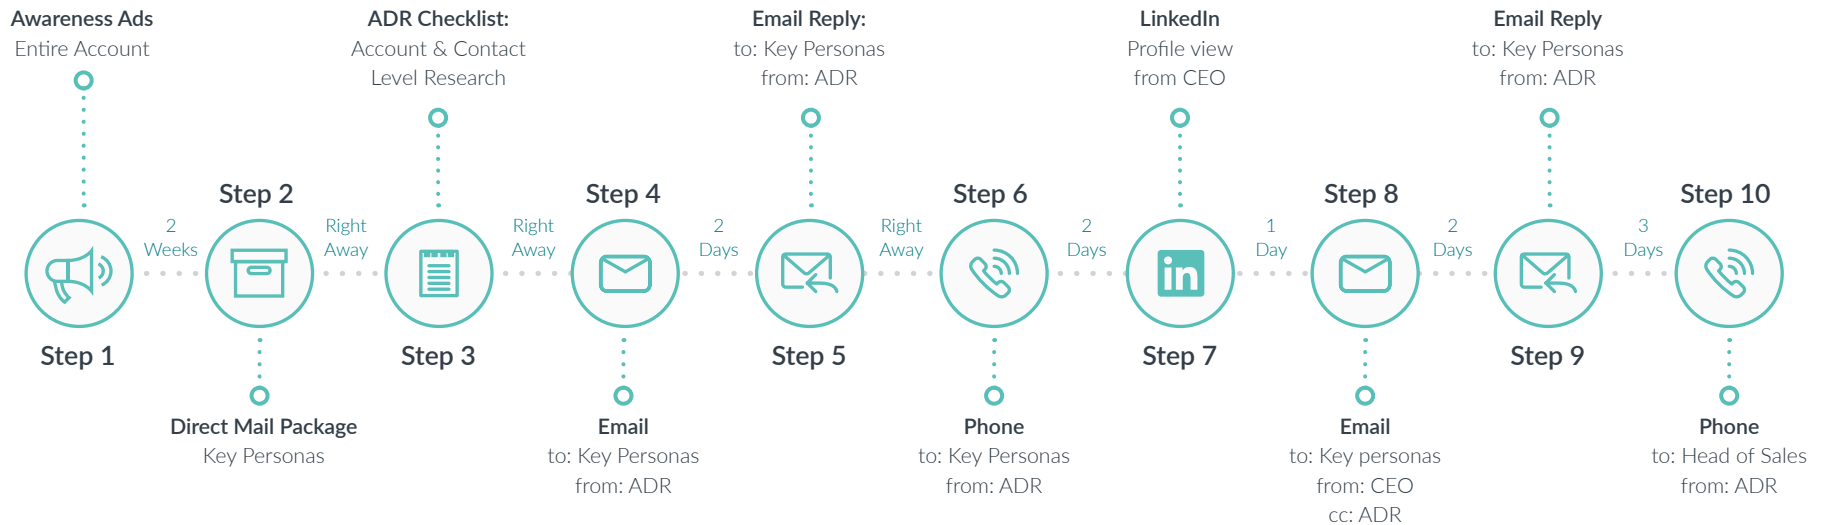 Awareness Ads
Entire Account
ADR Checklist:
Account & Contact
Level Research
Email Reply:
to: Key Personas
from: ADR
LinkedIn
Profile view
from CEO
Email Reply
to: Key Personas
from: ADR
Step 2
Step 4
Step 6
Step 8
Step 10
2
Weeks
Right
Away
Right
Away
2
Days
Right
Away
2
Days
1
Day
2
Days
3
Days
in
Step 1
Step 3
Step 5
Step 7
Step 9
Direct Mail Package
Key Personas
Email
to: Key Personas
from: ADR
Phone
to: Key Personas
from: ADR
Email
to: Key personas
from: CEO
cc: ADR
Phone
to: Head of Sales
from: ADR